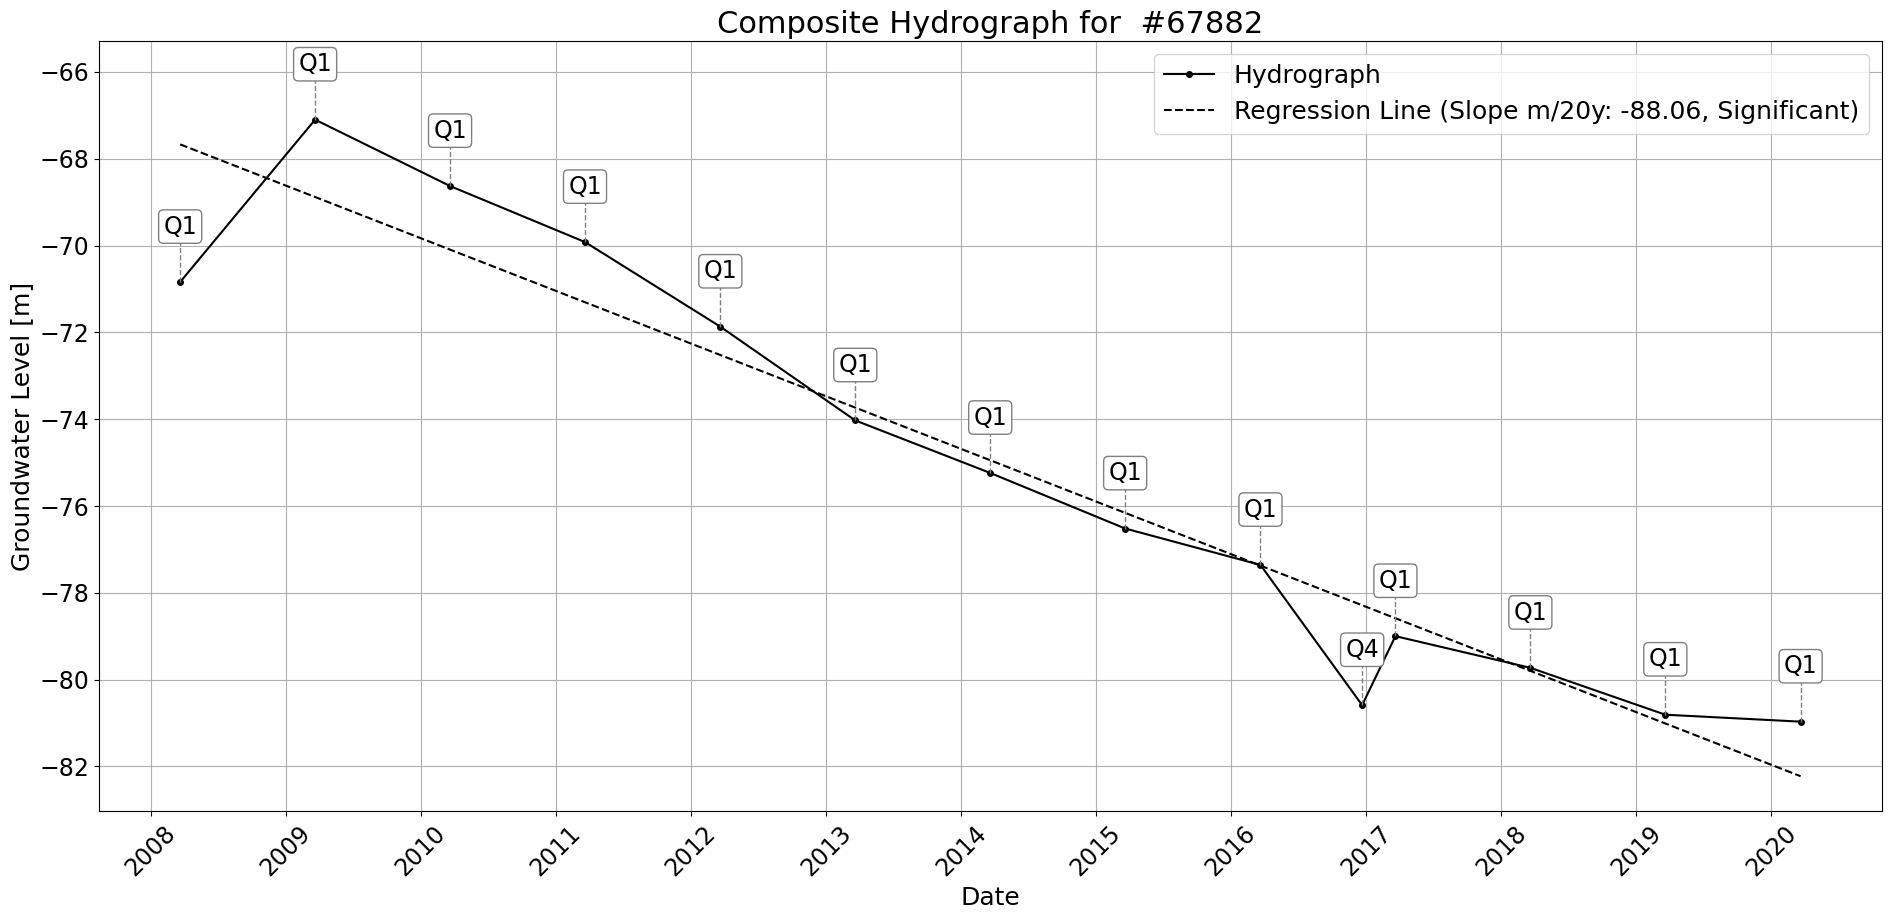 Composite Hydrograph for  #67882
Hydrograph
Regression Line (Slope m/20y: -88.06, Significant)
Groundwater Level [m]
−66
−68
−70
−72
−74
−76
−78
−80
−82
Q1
Q1
Q1
Q1
Q1
Q1
Q1
Q1
Q1
Q4
Q1
Q1
Q1
Q1
2008
2009
2010
2011
2012
2013
2014
2015
2016
2017
2018
2019
2020
Date